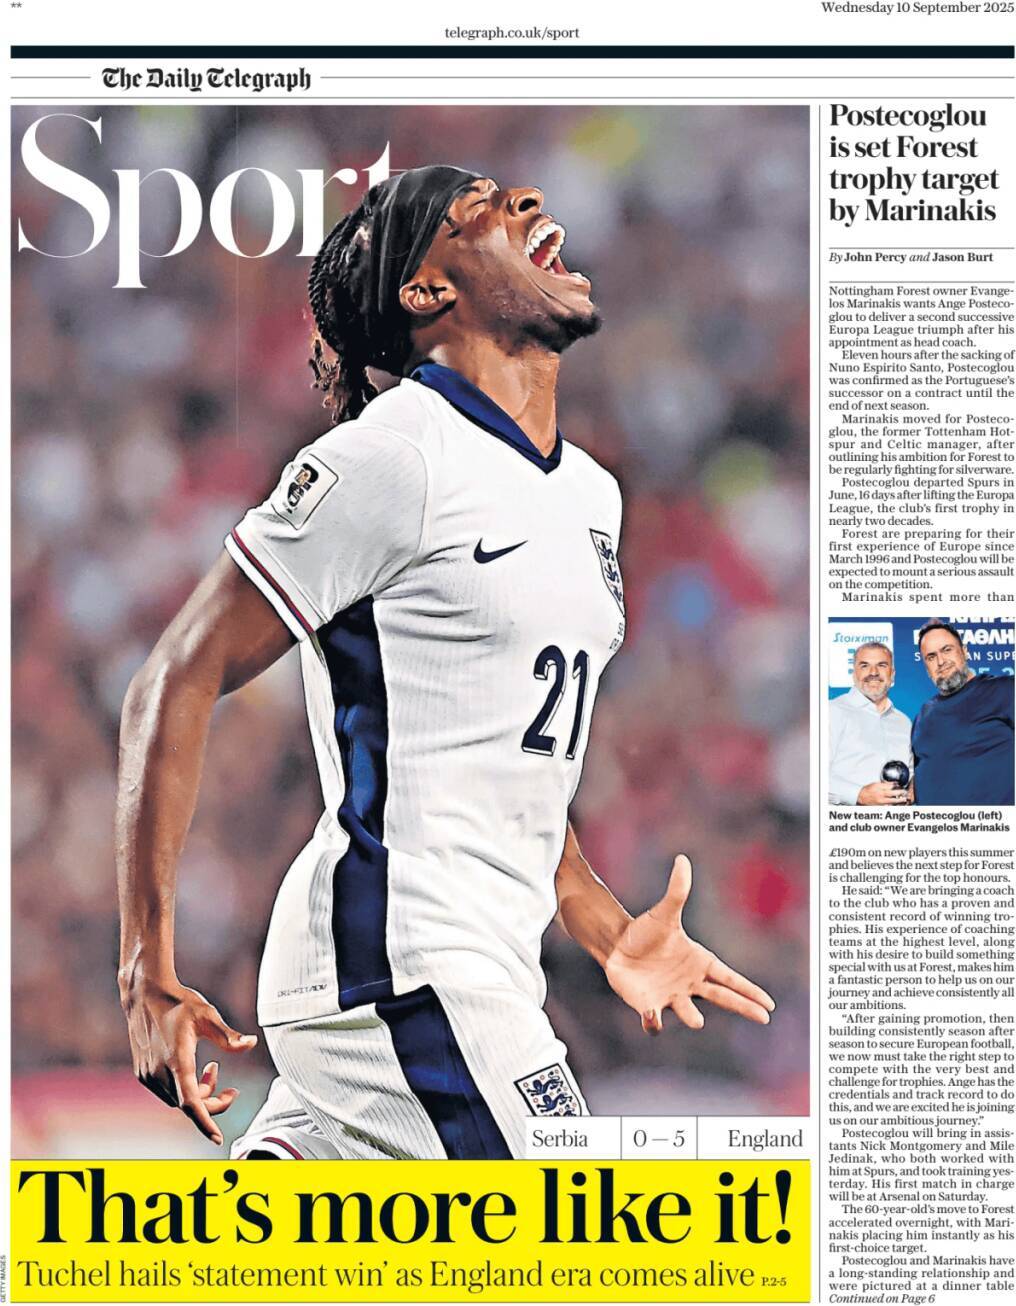 **
Wednesday 10 September 2025
telegraph.co.uk/sport
The Daily Telegraph
Sport
21
DRI-FIT ADV
Serbia
0 – 5
England
That's more like it!
Tuchel hails ‘statement win’ as England era comes alive P.2-5
GETTY IMAGES
Postecoglou
is set Forest
trophy target
by Marinakis
By John Percy and Jason Burt
Nottingham Forest owner Evange-
los Marinakis wants Ange Posteco-
glou to deliver a second successive
Europa League triumph after his
appointment as head coach.
Eleven hours after the sacking of
Nuno Espirito Santo, Postecoglou
was confirmed as the Portuguese's
successor on a contract until the
end of next season.
Marinakis moved for Posteco-
glou, the former Tottenham Hot-
spur and Celtic manager, after
outlining his ambition for Forest to
be regularly fighting for silverware.
Postecoglou departed Spurs in
June, 16 days after lifting the Europa
League, the club's first trophy in
nearly two decades.
Forest are preparing for their
first experience of Europe since
March 1996 and Postecoglou will be
expected to mount a serious assault
on the competition.
Marinakis spent more than
Stoiximan
New team: Ange Postecoglou (left)
and club owner Evangelos Marinakis
£190m on new players this summer
and believes the next step for Forest
is challenging for the top honours.
He said: “We are bringing a coach
to the club who has a proven and
consistent record of winning tro-
phies. His experience of coaching
teams at the highest level, along
with his desire to build something
special with us at Forest, makes him
a fantastic person to help us on our
journey and achieve consistently all
our ambitions.
“After gaining promotion, then
building consistently season after
season to secure European football,
we now must take the right step to
compete with the very best and
challenge for trophies. Ange has the
credentials and track record to do
this, and we are excited he is joining
us on our ambitious journey.”
Postecoglou will bring in assis-
tants Nick Montgomery and Mile
Jedinak, who both worked with
him at Spurs, and took training yes-
terday. His first match in charge
will be at Arsenal on Saturday.
The 60-year-old's move to Forest
accelerated overnight, with Mari-
nakis placing him instantly as his
first-choice target.
Postecoglou and Marinakis have
a long-standing relationship and
were pictured at a dinner table
Continued on Page 6